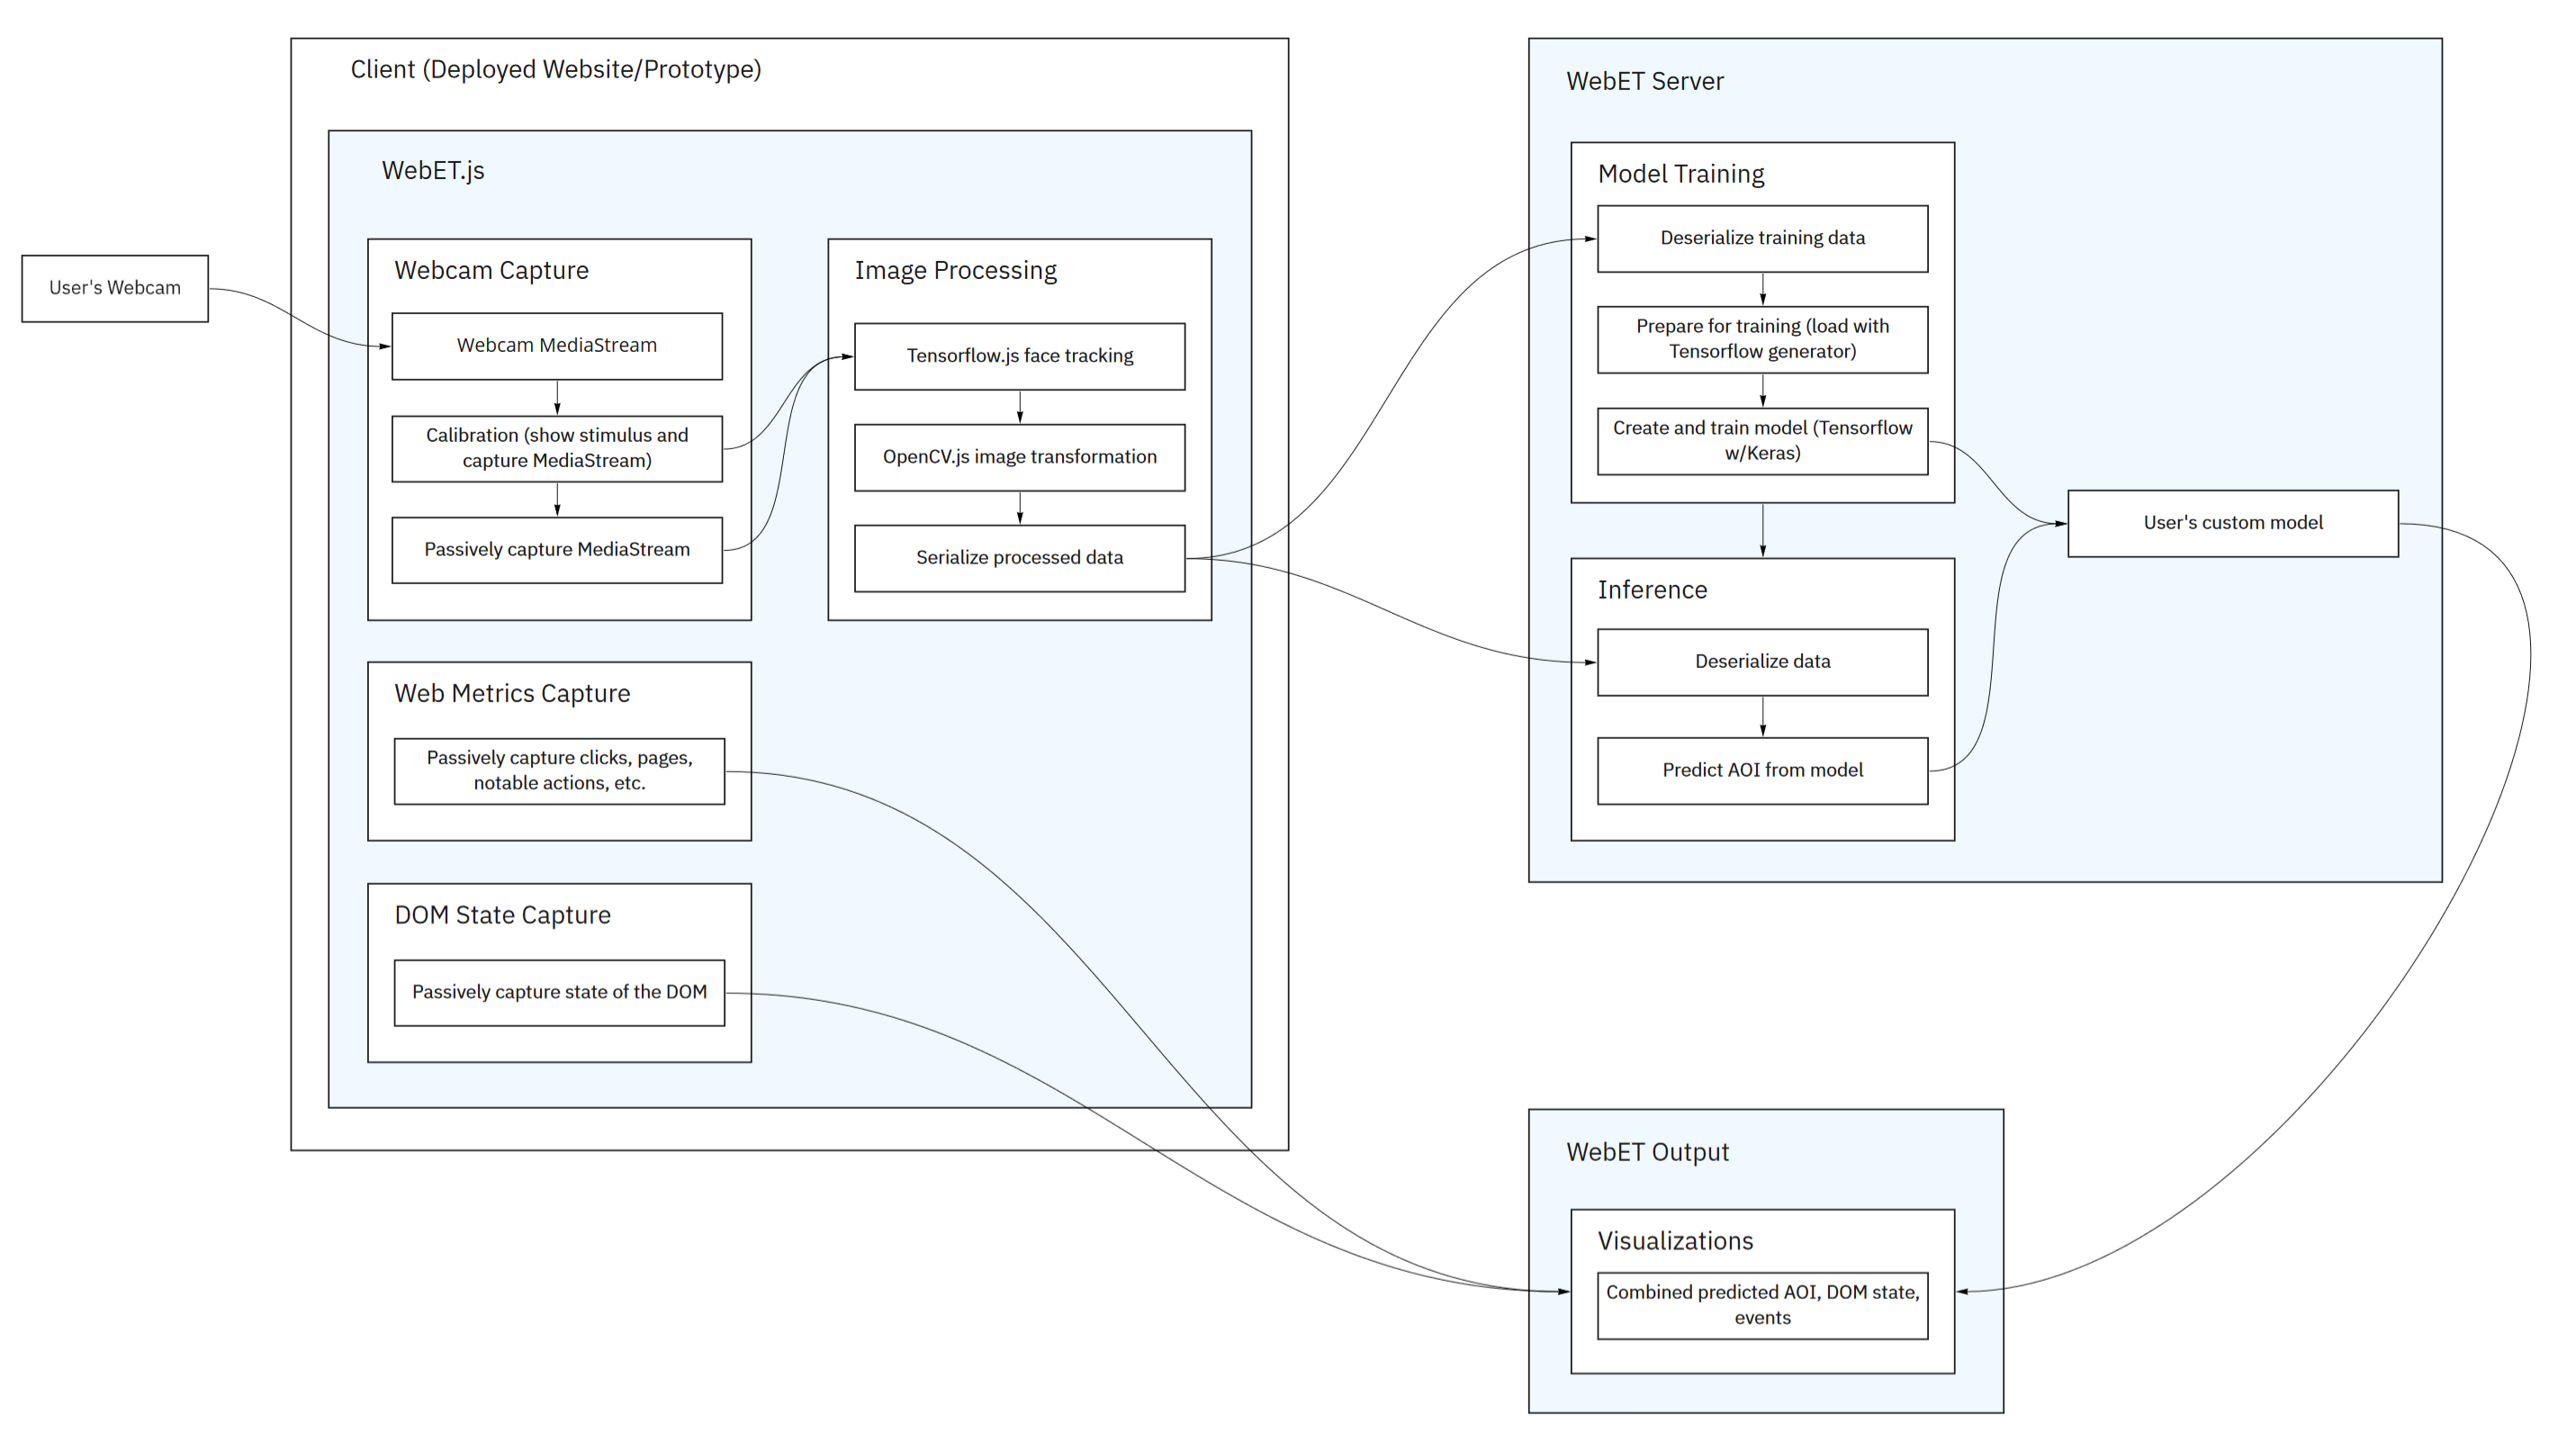 Client (Deployed Website/Prototype)
WebET.js
User's Webcam
Webcam Capture
Webcam MediaStream
Calibration (show stimulus and
capture MediaStream)
Passively capture MediaStream
Image Processing
Tensorflow.js face tracking
OpenCV.js image transformation
Serialize processed data
Web Metrics Capture
Passively capture clicks, pages,
notable actions, etc.
DOM State Capture
Passively capture state of the DOM
WebET Server
Model Training
Deserialize training data
Prepare for training (load with
Tensorflow generator)
Create and train model (Tensorflow
w/Keras)
User's custom model
Inference
Deserialize data
Predict AOI from model
WebET Output
Visualizations
Combined predicted AOI, DOM state,
events